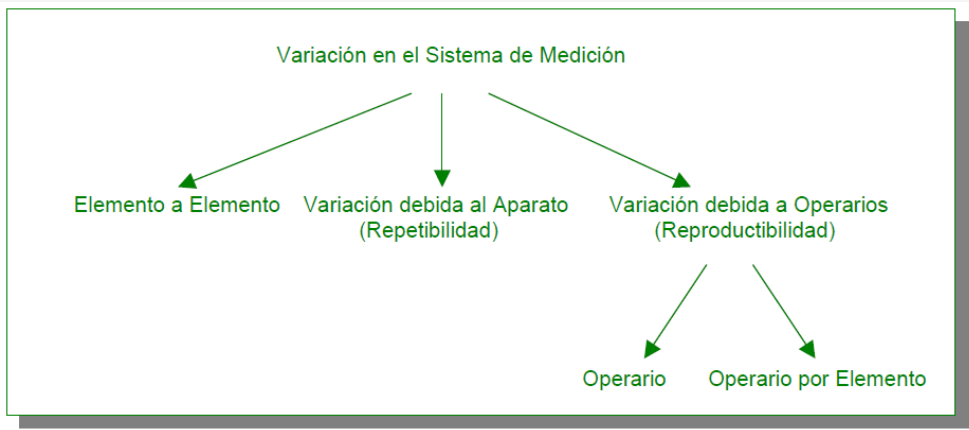 Variación en el Sistema de Medición
Elemento a Elemento
Variación debida al Aparato
(Repetibilidad)
Variación debida a Operarios
(Reproductibilidad)
Operario
Operario por Elemento